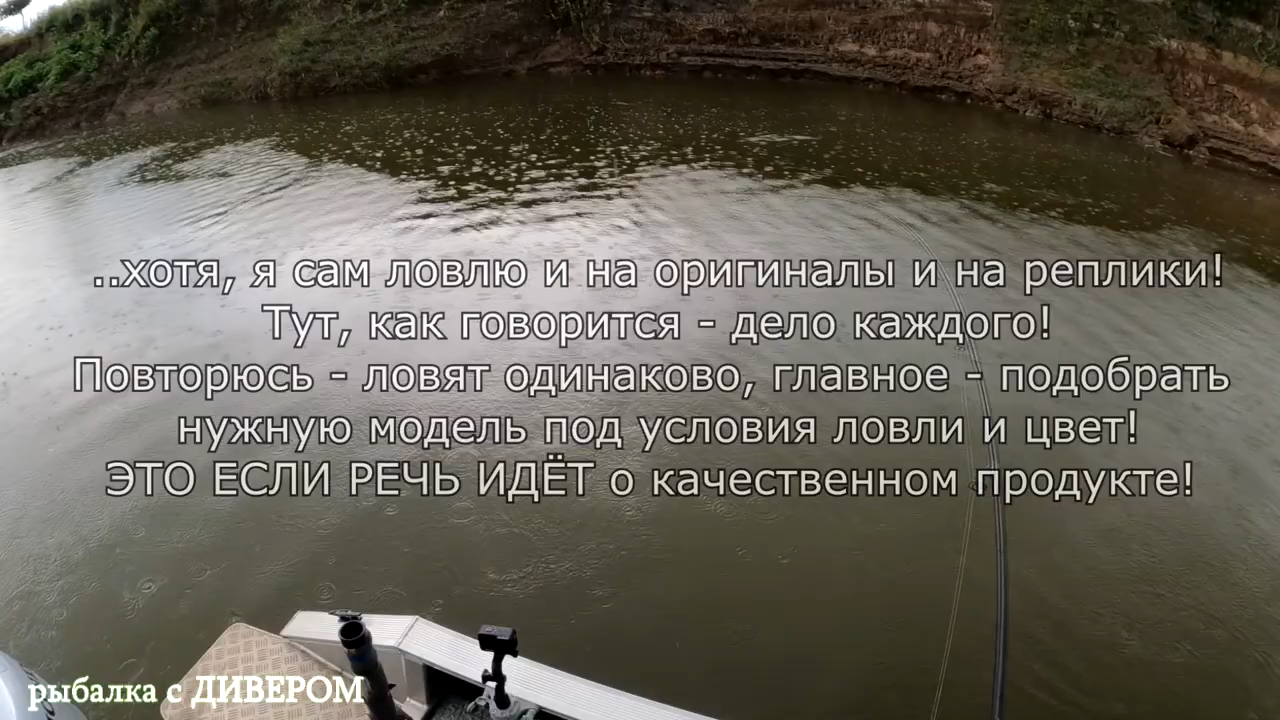 ..хотя, я сам ловлю и на оригиналы и на реплики!
Тут, как говорится - дело каждого!
Повторюсь - ловят одинаково, главное - подобрать
нужную модель под условия ловли и цвет!
ЭТО ЕСЛИ РЕЧЬ ИДЁТ о качественном продукте!
рыбалка с ДИВЕРОМ